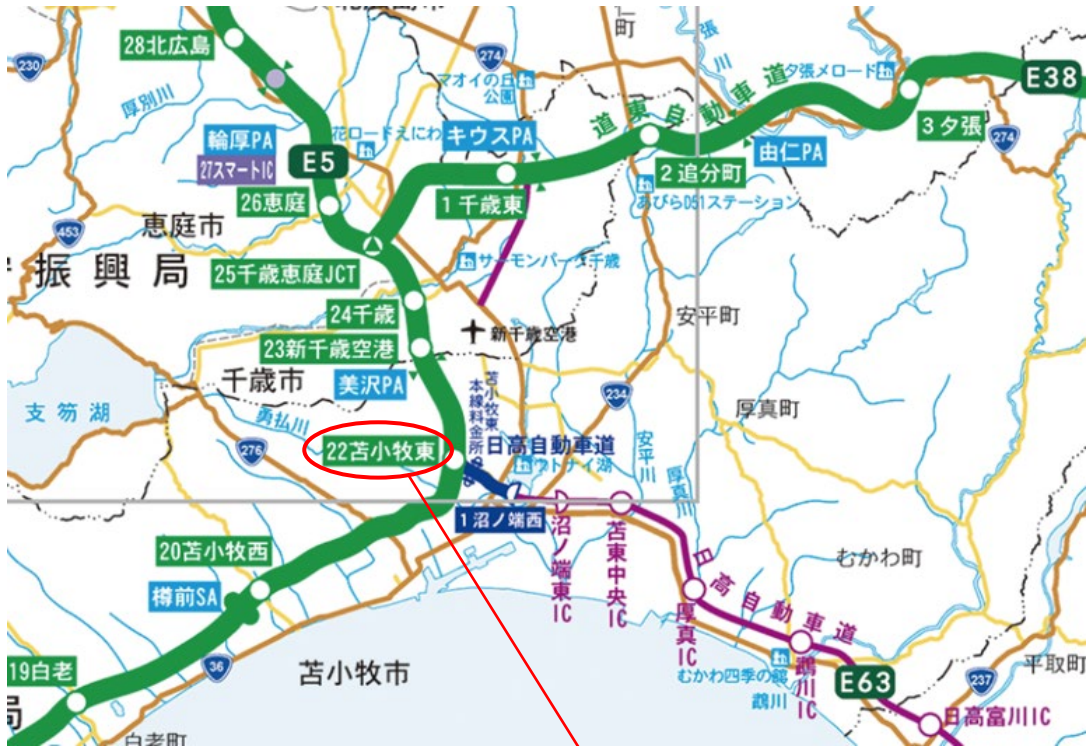 28北広島
230
厚別川
輪厚PA
27スマートIC
花ロードえにわ
E5
26恵庭
恵庭市
453
振興局
25千歳恵庭JCT
274
マオイの丘
公園
キウスPA
1千歳東
仁
町
道東自動車道
夕張メロード
E38
3夕張
274
由仁PA
2追分町
あびらD51ステーション
サーモンパーク千歳
24千歳
新千歳空港
23新千歳空港
安平町
千歳市
美沢PA
支笏湖
勇払川
276
22苫小牧東
苫小牧東
本線料金所
日高自動車道
ウトナイ湖
234
安平川
厚真川
厚真町
1沼ノ端西
沼ノ端東IC
苫東中央IC
日高自動車道
厚真IC
むかわ町
20苫小牧西
樽前SA
19白老
36
局
白老町
苫小牧市
むかわ四季の館
鵡川
鵡川IC
E63
237
平取町
日高富川IC